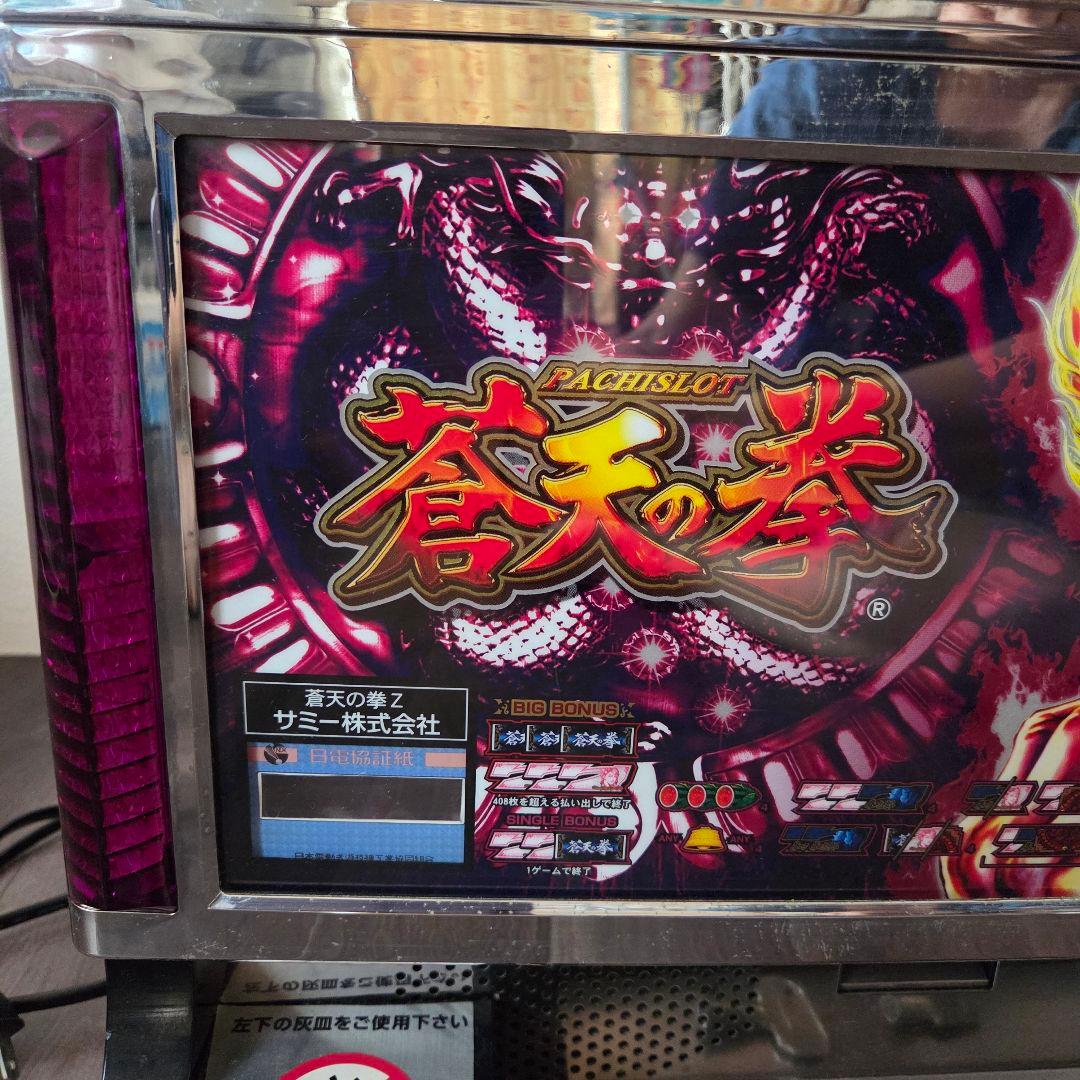 PACHISLOT
蒼天の拳
®
蒼天の拳Z
サミー株式会社
日電協証紙
BIG BONUS
蒼天の拳
408枚を超える払い出しで終了
SINGLE BONUS
蒼天の拳
1ゲームで終了
ANY
ANY
左下の灰皿をご使用下さい